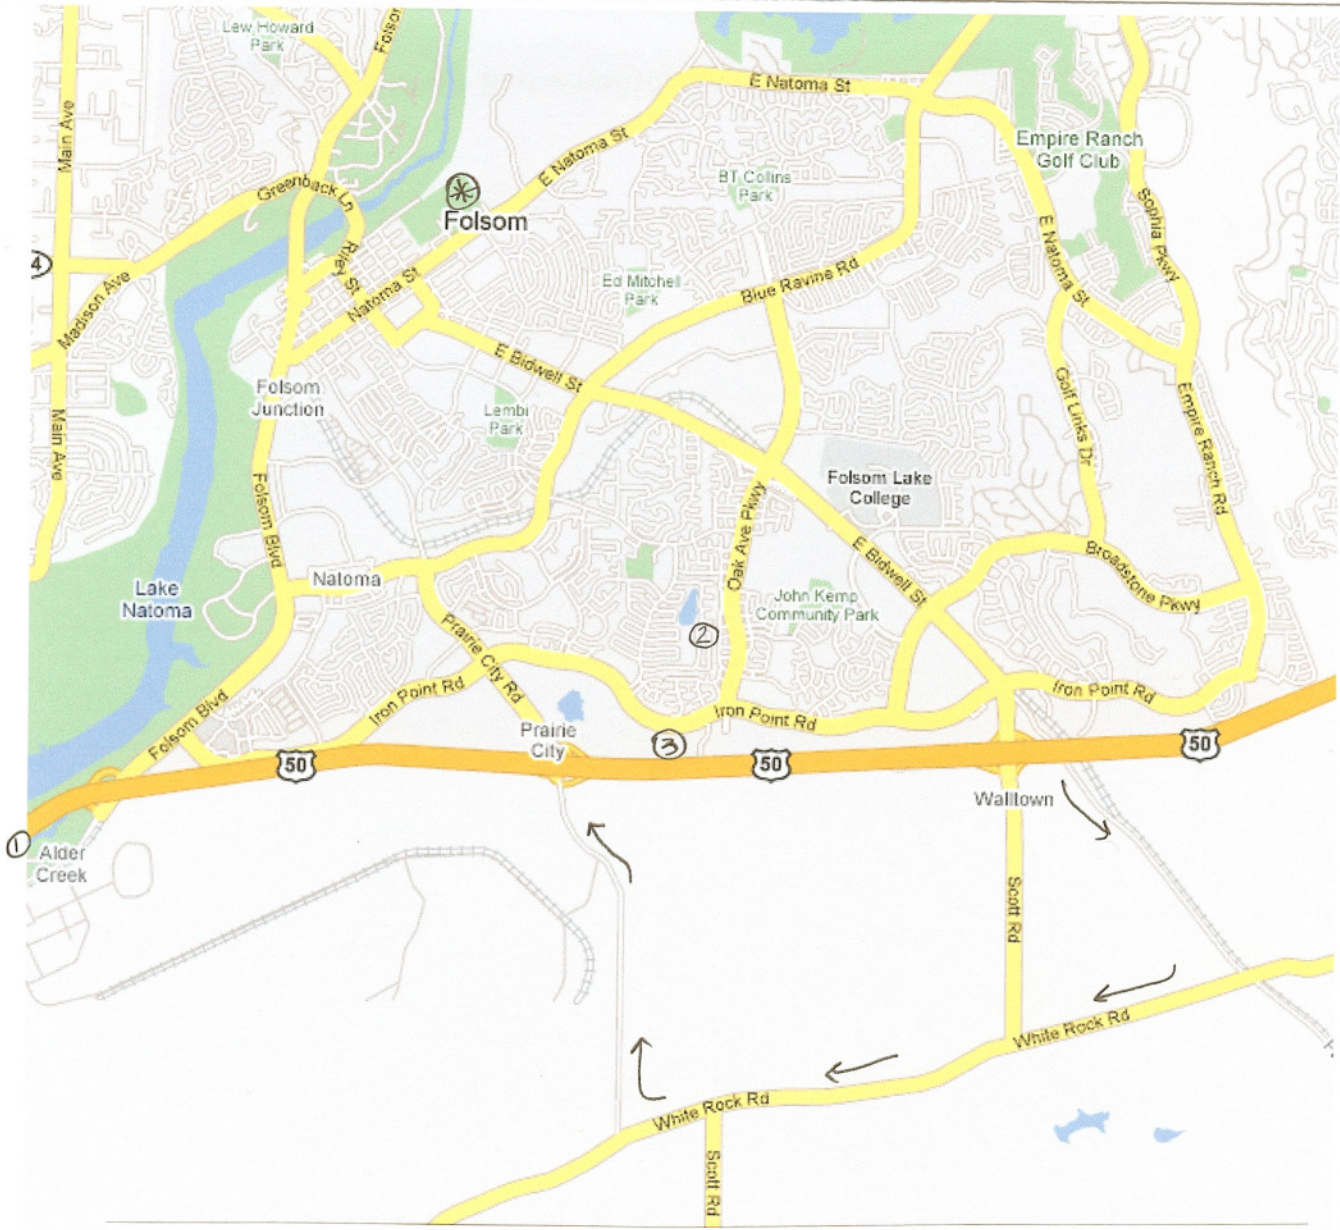 Lew Howard
Park
Folsom
Main Ave
E Natoma St
Empire Ranch
Golf Club
E Natoma St
BT Collins
Park
Greenback Ln
*
Folsom
Sophia Pkwy
4
Madison Ave
Riley St
Natoma St
Ed Mitchell
Park
Blue Ravine Rd
E Natoma St
E Bidwell St
Folsom
Junction
Lembi
Park
Main Ave
Golf Links Dr
Empire Ranch Rd
Folsom Lake
College
Folsom Blvd
Oak Ave Pkwy
E Bidwell St
Broadstone Pkwy
Natoma
Lake
Natoma
John Kemp
Community Park
2
Prairie City Rd
Iron Point Rd
Iron Point Rd
Iron Point Rd
Folsom Blvd
Prairie
City
3
50
50
50
Walltown
1
Alder
Creek
Scott Rd
White Rock Rd
White Rock Rd
Scott Rd